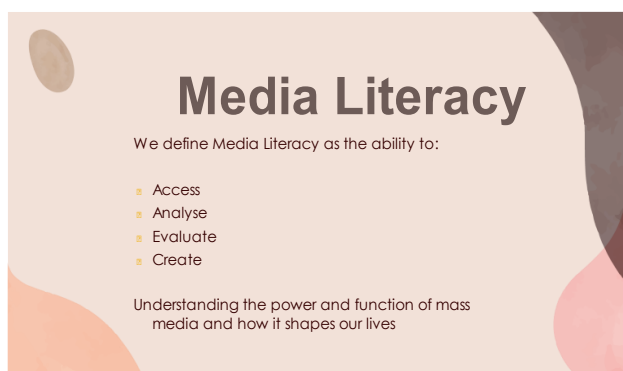 Media Literacy
We define Media Literacy as the ability to:
Access
Analyse
Evaluate
Create
Understanding the power and function of mass
media and how it shapes our lives